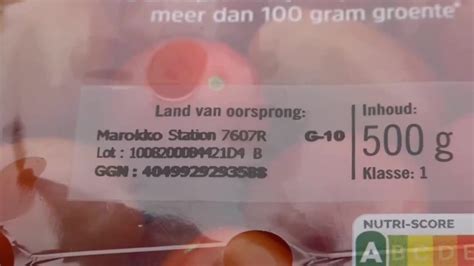 meer dan 100 gram groente*
Land van oorsprong:
Marokko Station 7607R G-10
Lot : 1008200084421D4 B
GGN : 4049929293588
Inhoud:
500 g
Klasse: 1
NUTRI-SCORE
A B C D E